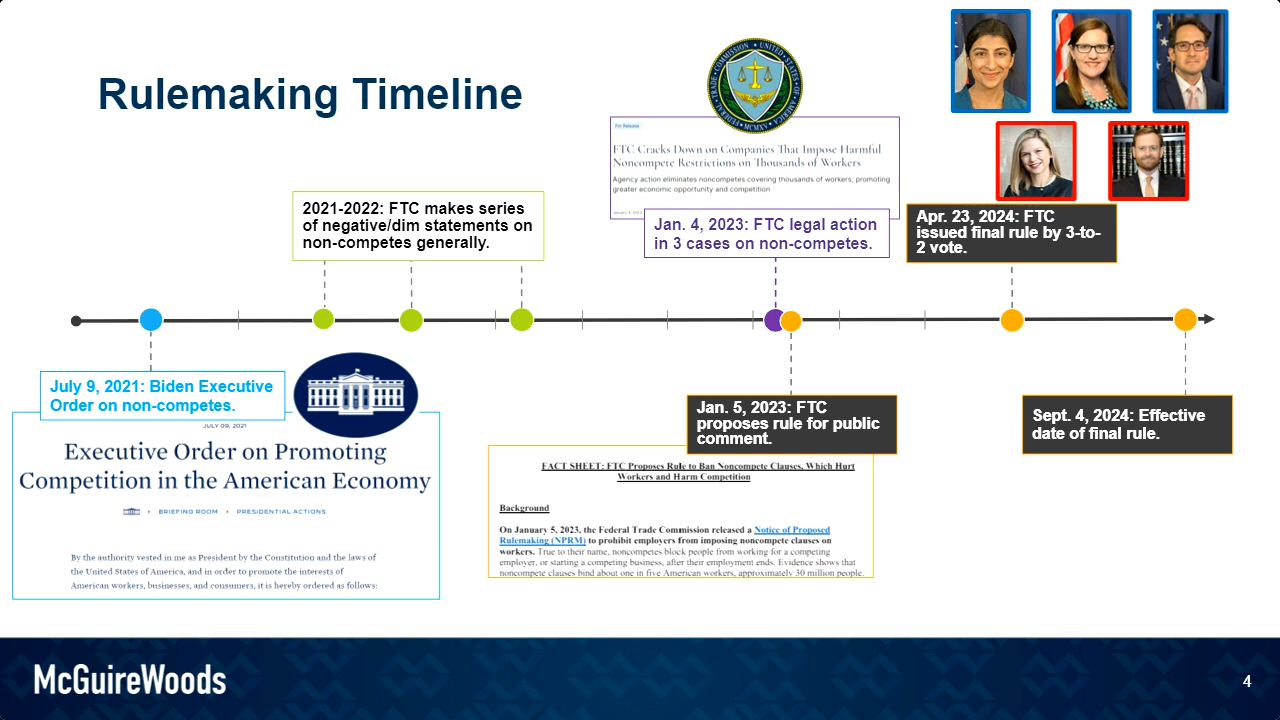 Rulemaking Timeline
FEDERAL TRADE COMMISSION • UNITED STATES OF AMERICA
MCMXV
For Release
FTC Cracks Down on Companies That Impose Harmful
Noncompete Restrictions on Thousands of Workers
Agency action eliminates noncompetes covering thousands of workers, promoting
greater economic opportunity and competition
January 4, 2023
2021-2022: FTC makes series
of negative/dim statements on
non-competes generally.
Jan. 4, 2023: FTC legal action
in 3 cases on non-competes.
Apr. 23, 2024: FTC
issued final rule by 3-to-
2 vote.
July 9, 2021: Biden Executive
Order on non-competes.
JULY 09, 2021
Executive Order on Promoting
Competition in the American Economy
BRIEFING ROOM
PRESIDENTIAL ACTIONS
By the authority vested in me as President by the Constitution and the laws of
the United States of America, and in order to promote the interests of
American workers, businesses, and consumers, it is hereby ordered as follows:
Jan. 5, 2023: FTC
proposes rule for public
comment.
FACT SHEET: FTC Proposes Rule to Ban Noncompete Clauses, Which Hurt
Workers and Harm Competition
Background
On January 5, 2023, the Federal Trade Commission released a Notice of Proposed
Rulemaking (NPRM) to prohibit employers from imposing noncompete clauses on
workers. True to their name, noncompetes block people from working for a competing
employer, or starting a competing business, after their employment ends. Evidence shows that
noncompete clauses bind about one in five American workers, approximately 30 million people.
Sept. 4, 2024: Effective
date of final rule.
McGuireWoods
4